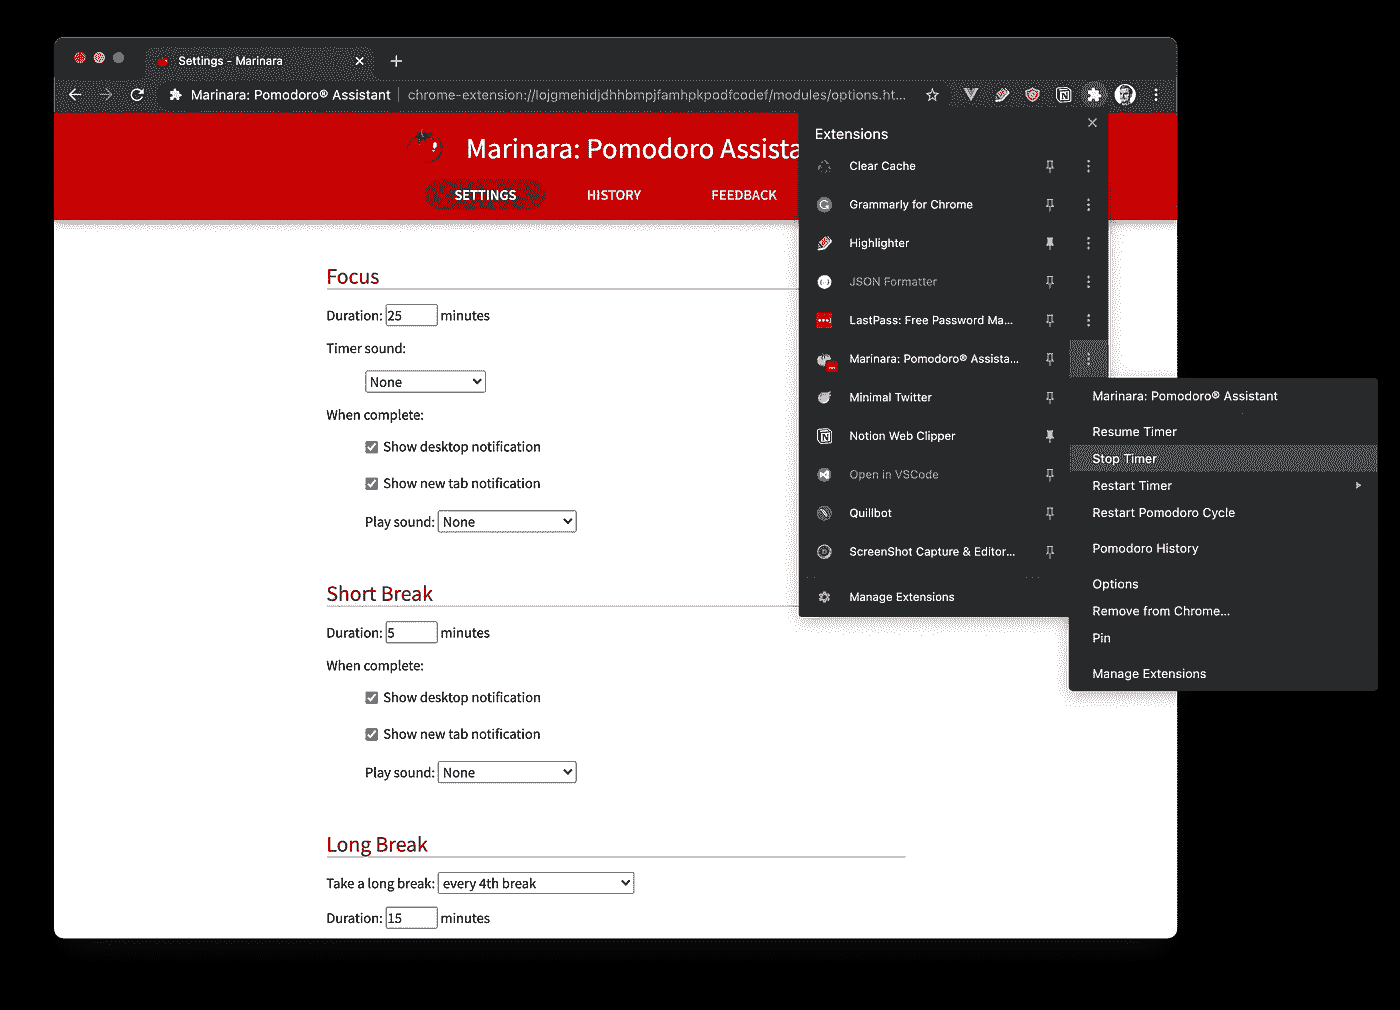 Settings - Marinara
Marinara: Pomodoro® Assistant
chrome-extension://lojgmehidjdhhbmpjfamhpkpodfcodef/modules/options.ht...
Marinara: Pomodoro Assista
SETTINGS
HISTORY
FEEDBACK
Focus
Duration: 25 minutes
Timer sound:
None
When complete:
Show desktop notification
Show new tab notification
Play sound: None
Short Break
Duration: 5 minutes
When complete:
Show desktop notification
Show new tab notification
Play sound: None
Long Break
Take a long break: every 4th break
Duration: 15 minutes
Extensions
Clear Cache
Grammarly for Chrome
Highlighter
JSON Formatter
LastPass: Free Password Ma...
Marinara: Pomodoro® Assista...
Minimal Twitter
Notion Web Clipper
Open in VSCode
Quillbot
ScreenShot Capture & Editor...
Manage Extensions
Marinara: Pomodoro® Assistant
Resume Timer
Stop Timer
Restart Timer
Restart Pomodoro Cycle
Pomodoro History
Options
Remove from Chrome...
Pin
Manage Extensions